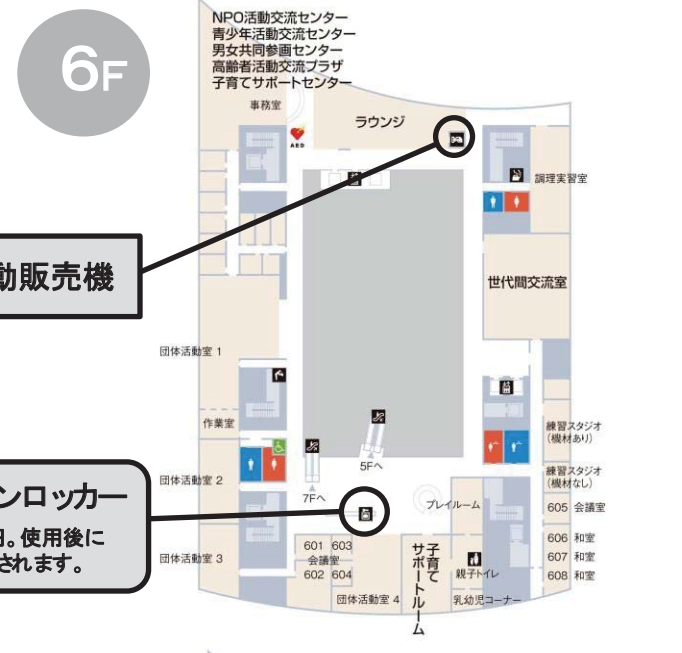 6F
NPO活動交流センター
青少年活動交流センター
男女共同参画センター
高齢者活動交流プラザ
子育てサポートセンター
事務室
AED
ラウンジ
調理実習室
動販売機
世代間交流室
団体活動室 1
作業室
練習スタジオ
(機材あり)
5Fへ
団体活動室 2
7Fへ
練習スタジオ
(機材なし)
ンロッカー
円。使用後に
されます。
プレイルーム
605 会議室
606 和室
607 和室
608 和室
601 603
会議室
602 604
団体活動室 3
団体活動室 4
子育て
サポートルーム
親子トイレ
乳幼児コーナー